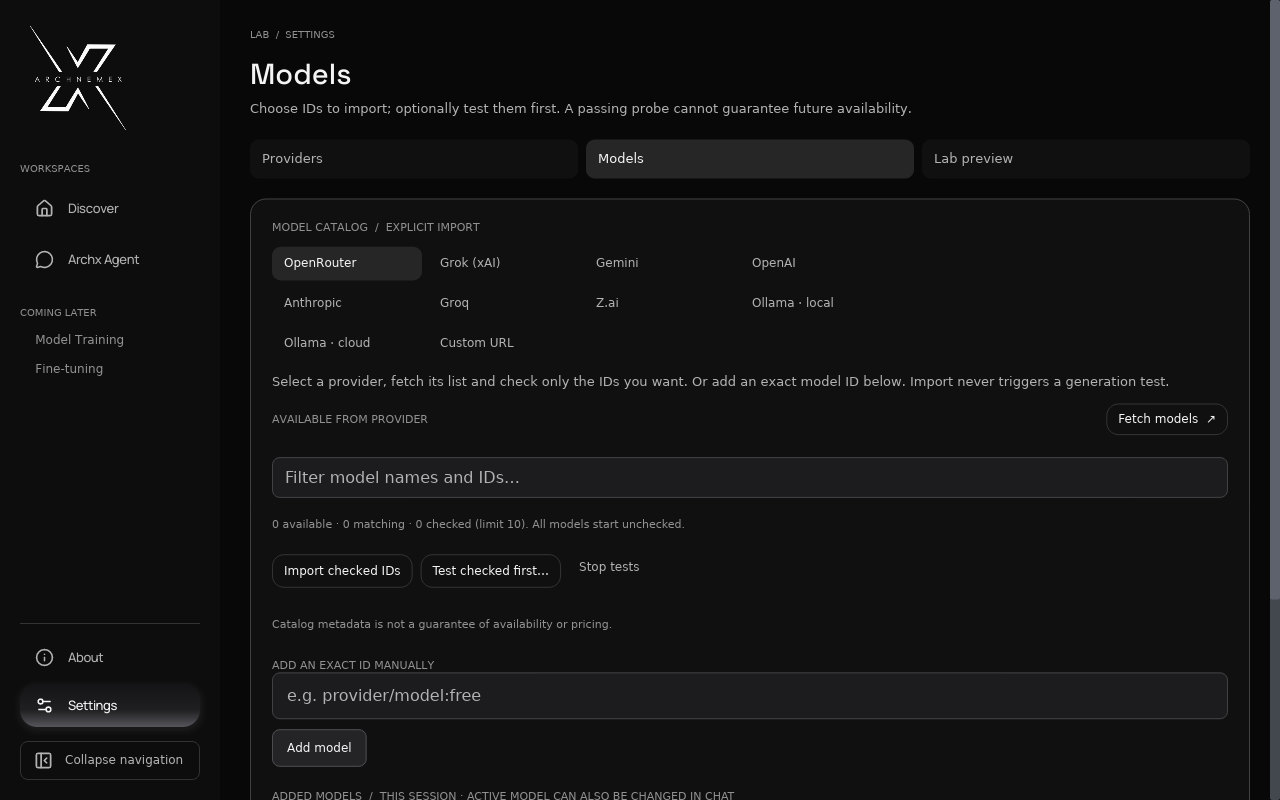 ARCHNEMEX
WORKSPACES
Discover
Archx Agent
COMING LATER
Model Training
Fine-tuning
About
Settings
Collapse navigation
LAB / SETTINGS
Models
Choose IDs to import; optionally test them first. A passing probe cannot guarantee future availability.
Providers
Models
Lab preview
MODEL CATALOG / EXPLICIT IMPORT
OpenRouter
Grok (xAI)
Gemini
OpenAI
Anthropic
Groq
Z.ai
Ollama · local
Ollama · cloud
Custom URL
Select a provider, fetch its list and check only the IDs you want. Or add an exact model ID below. Import never triggers a generation test.
AVAILABLE FROM PROVIDER
Fetch models ↗
Filter model names and IDs...
0 available · 0 matching · 0 checked (limit 10). All models start unchecked.
Import checked IDs
Test checked first...
Stop tests
Catalog metadata is not a guarantee of availability or pricing.
ADD AN EXACT ID MANUALLY
e.g. provider/model:free
Add model
ADDED MODELS / THIS SESSION · ACTIVE MODEL CAN ALSO BE CHANGED IN CHAT